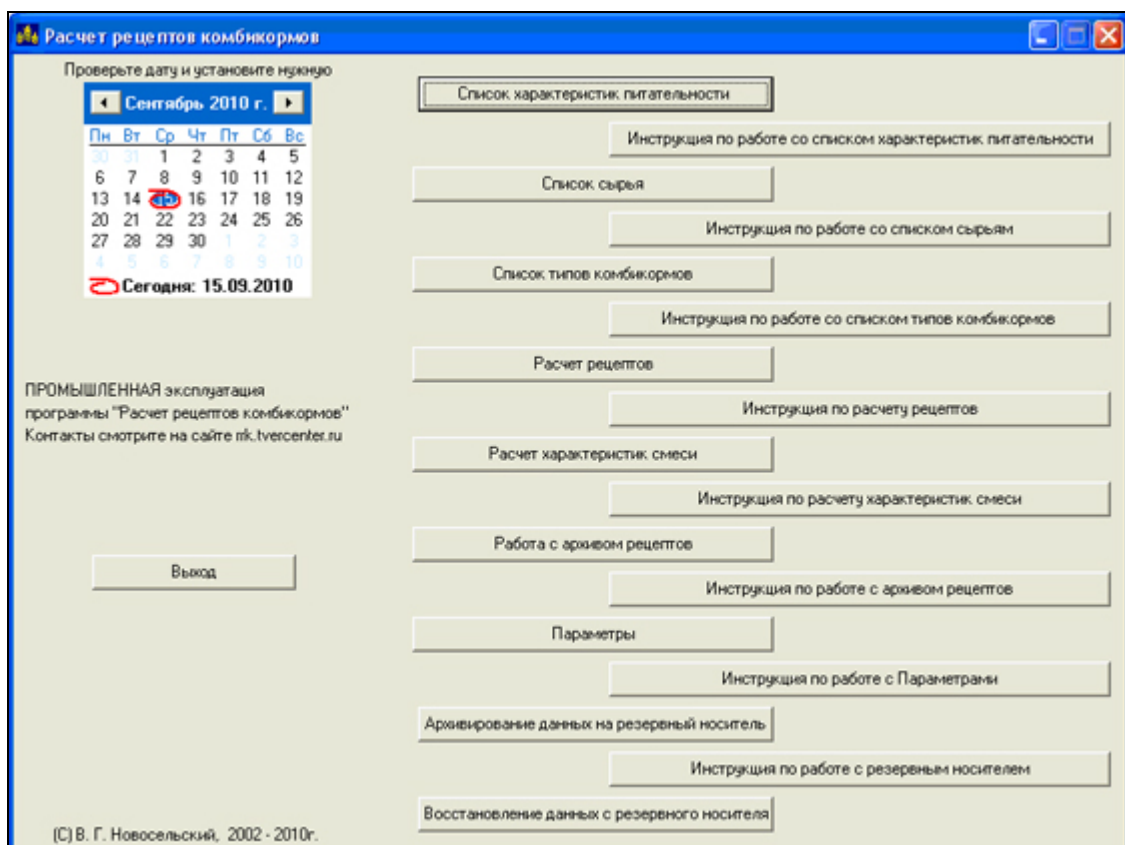 Расчет рецептов комбикормов
Проверьте дату и установите нужную
Сентябрь 2010 г.
Пн Вт Ср Чт Пт Сб Вс
30 31 1 2 3 4 5
6 7 8 9 10 11 12
13 14 15 16 17 18 19
20 21 22 23 24 25 26
27 28 29 30 1 2 3
4 5 6 7 8 9 10
Сегодня: 15.09.2010
ПРОМЫШЛЕННАЯ эксплуатация
программы "Расчет рецептов комбикормов"
Контакты смотрите на сайте mk.tvercenter.ru
Выход
(C) В. Г. Новосельский, 2002 - 2010г.
Список характеристик питательности
Инструкция по работе со списком характеристик питательности
Список сырья
Инструкция по работе со списком сырьям
Список типов комбикормов
Инструкция по работе со списком типов комбикормов
Расчет рецептов
Инструкция по расчету рецептов
Расчет характеристик смеси
Инструкция по расчету характеристик смеси
Работа с архивом рецептов
Инструкция по работе с архивом рецептов
Параметры
Инструкция по работе с Параметрами
Архивирование данных на резервный носитель
Инструкция по работе с резервным носителем
Восстановление данных с резервного носителя